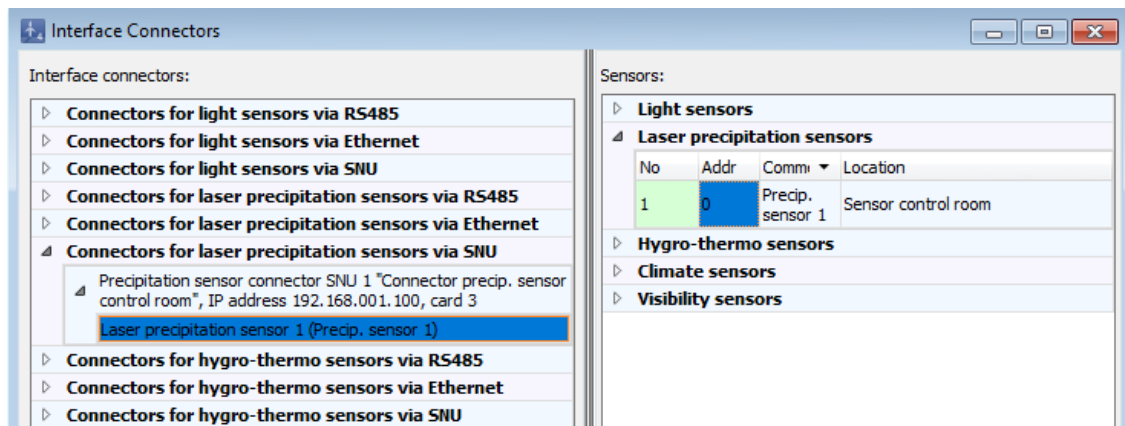 Interface Connectors
Interface connectors:
Connectors for light sensors via RS485
Connectors for light sensors via Ethernet
Connectors for light sensors via SNU
Connectors for laser precipitation sensors via RS485
Connectors for laser precipitation sensors via Ethernet
Connectors for laser precipitation sensors via SNU
Precipitation sensor connector SNU 1 "Connector precip. sensor
control room", IP address 192.168.001.100, card 3
Laser precipitation sensor 1 (Precip. sensor 1)
Connectors for hygro-thermo sensors via RS485
Connectors for hygro-thermo sensors via Ethernet
Connectors for hygro-thermo sensors via SNU
Sensors:
Light sensors
Laser precipitation sensors
No Addr Comm Location
1 0 Precip.
sensor 1 Sensor control room
Hygro-thermo sensors
Climate sensors
Visibility sensors